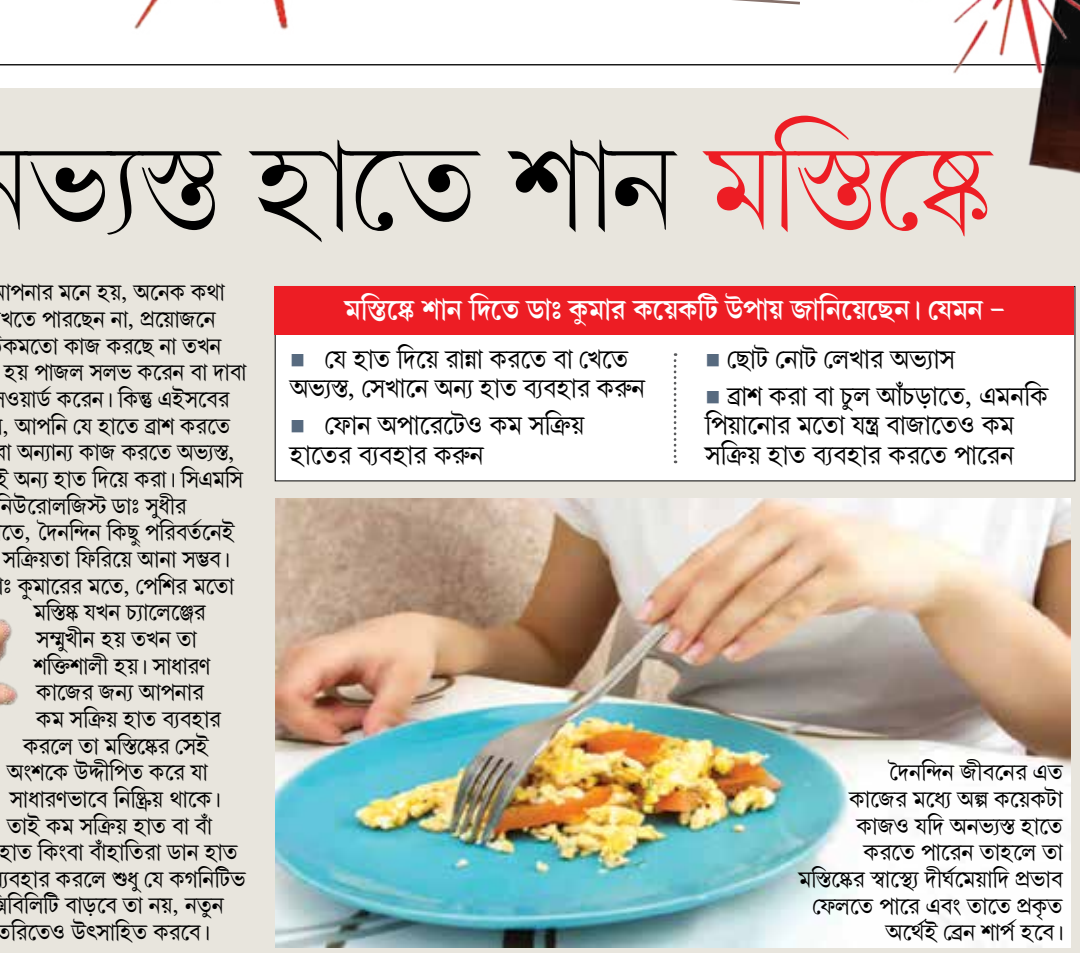 নভ্যস্ত হাতে শান মস্তিষ্কে
মনে হয়, অনেক কথা
পারছেন না, প্রয়োজনে
কাজ করছে না তখন
হয় পাজল সলভ করেন বা দাবা
করেন। কিন্তু এইসবের
আপনি যে হাতে ব্রাশ করতে
বা অন্যান্য কাজ করতে অভ্যস্ত,
অন্য হাত দিয়ে করা। সিএমসি
নিউরোলজিস্ট ডাঃ সুধীর
দৈনন্দিন কিছু পরিবর্তনেই
সক্রিয়তা ফিরিয়ে আনা সম্ভব।
কুমারের মতে, পেশির মতো
মস্তিষ্ক যখন চ্যালেঞ্জের
সম্মুখীন হয় তখন তা
শক্তিশালী হয়। সাধারণ
কাজের জন্য আপনার
কম সক্রিয় হাত ব্যবহার
করলে তা মস্তিষ্কের সেই
অংশকে উদ্দীপিত করে যা
সাধারণভাবে নিষ্ক্রিয় থাকে।
তাই কম সক্রিয় হাত বা বাঁ
হাত কিংবা বাঁহাতিরা ডান হাত
ব্যবহার করলে শুধু যে কগনিটিভ
বাড়বে তা নয়, নতুন
উৎসাহিত করবে।
মস্তিষ্কে শান দিতে ডাঃ কুমার কয়েকটি উপায় জানিয়েছেন। যেমন –
■ যে হাত দিয়ে রান্না করতে বা খেতে
অভ্যস্ত, সেখানে অন্য হাত ব্যবহার করুন
■ ফোন অপারেটেও কম সক্রিয়
হাতের ব্যবহার করুন
■ ছোট নোট লেখার অভ্যাস
■ ব্রাশ করা বা চুল আঁচড়াতে, এমনকি
পিয়ানোর মতো যন্ত্র বাজাতেও কম
সক্রিয় হাত ব্যবহার করতে পারেন
দৈনন্দিন জীবনের এত
কাজের মধ্যে অল্প কয়েকটা
কাজও যদি অনভ্যস্ত হাতে
করতে পারেন তাহলে তা
মস্তিষ্কের স্বাস্থ্যে দীর্ঘমেয়াদি প্রভাব
ফেলতে পারে এবং তাতে প্রকৃত
অর্থেই ব্রেন শার্প হবে।